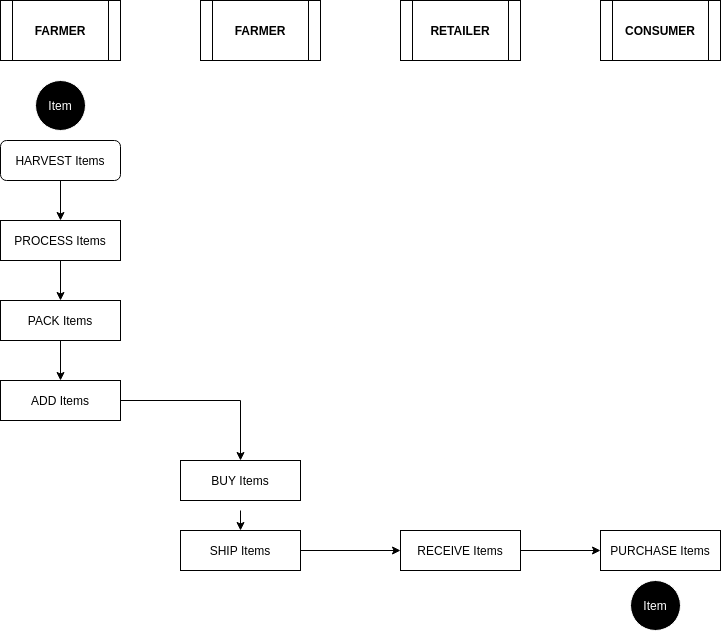 FARMER
FARMER
RETAILER
CONSUMER
Item
HARVEST Items
PROCESS Items
PACK Items
ADD Items
BUY Items
SHIP Items
RECEIVE Items
PURCHASE Items
Item